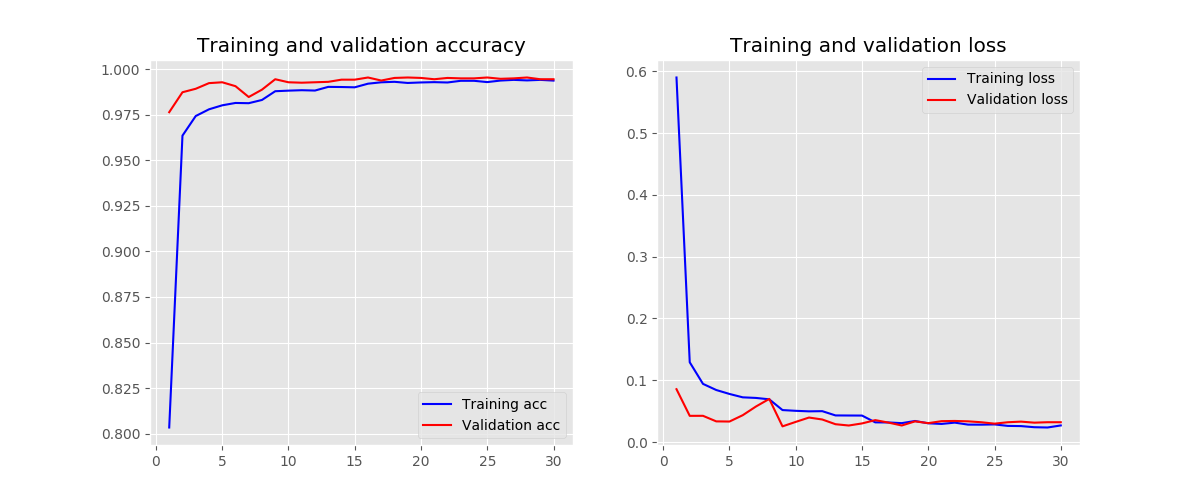 Training and validation accuracy
1.000
0.975
0.950
0.925
0.900
0.875
0.850
0.825
0.800
0 5 10 15 20 25 30
Training acc
Validation acc
Training and validation loss
0.6
0.5
0.4
0.3
0.2
0.1
0.0
0 5 10 15 20 25 30
Training loss
Validation loss